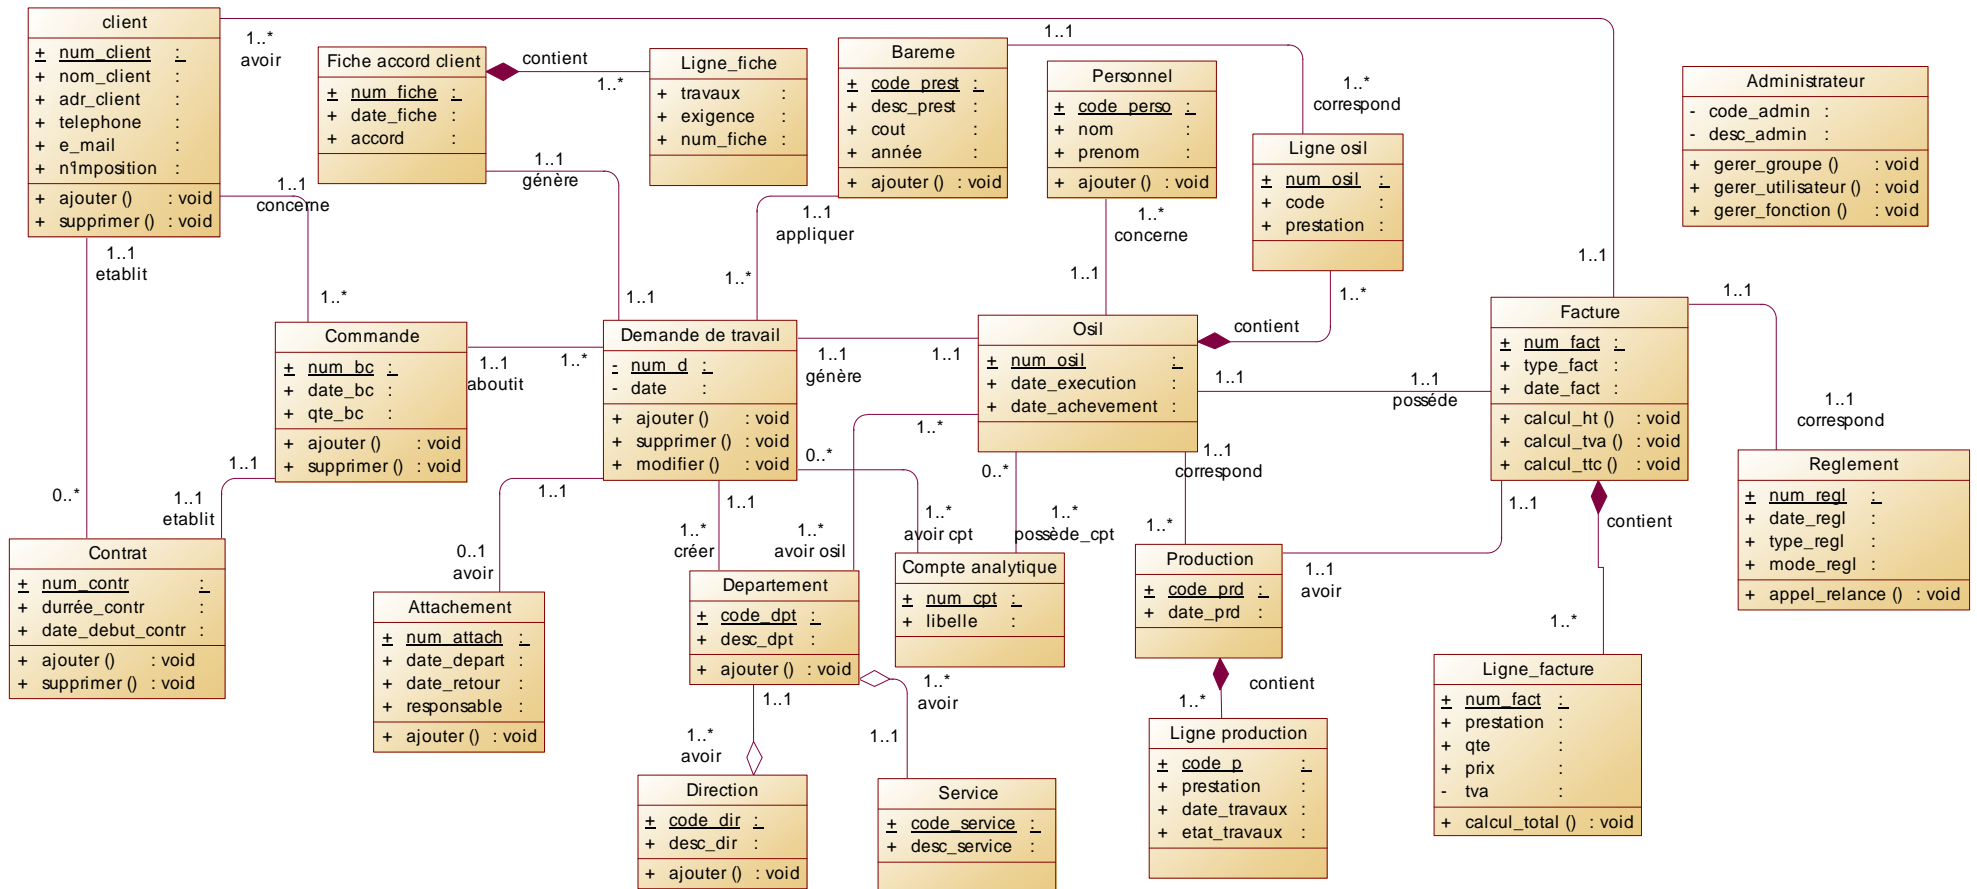 client
+ num_client :
+ nom_client :
+ adr_client :
+ telephone :
+ e_mail :
+ n°imposition :
+ ajouter () : void
+ supprimer () : void
1..*
avoir
1..1
concerne
1..1
etablit
Fiche accord client
+ num_fiche :
+ date_fiche :
+ accord :
contient
1..*
1..1
génère
Ligne_fiche
+ travaux :
+ exigence :
+ num_fiche :
Bareme
+ code_prest :
+ desc_prest :
+ cout :
+ année :
+ ajouter () : void
1..1
1..1
appliquer
Personnel
+ code_perso :
+ nom :
+ prenom :
+ ajouter () : void
1..*
concerne
1..*
correspond
Ligne osil
+ num_osil :
+ code :
+ prestation :
1..*
contient
Administrateur
- code_admin :
- desc_admin :
+ gerer_groupe () : void
+ gerer_utilisateur () : void
+ gerer_fonction () : void
1..*
1..1
1..*
1..1
1..1
1..1
Commande
+ num_bc :
+ date_bc :
+ qte_bc :
+ ajouter () : void
+ supprimer () : void
1..1
aboutit
1..*
1..1
1..1
etablit
0..*
Demande de travail
- num_d :
- date :
+ ajouter () : void
+ supprimer () : void
+ modifier () : void
1..1
génère
1..1
Osil
+ num_osil :
+ date_execution :
+ date_achevement :
1..1
1..1
posséde
Facture
+ num_fact :
+ type_fact :
+ date_fact :
+ calcul_ht () : void
+ calcul_tva () : void
+ calcul_ttc () : void
1..1
1..1
correspond
Reglement
+ num_regl :
+ date_regl :
+ type_regl :
+ mode_regl :
+ appel_relance () : void
1..*
0..*
0..*
1..1
correspond
1..1
1..1
1..1
contient
Contrat
+ num_contr :
+ durrée_contr :
+ date_debut_contr :
+ ajouter () : void
+ supprimer () : void
0..1
avoir
Attachement
+ num_attach :
+ date_depart :
+ date_retour :
+ responsable :
+ ajouter () : void
1..*
créer
1..*
avoir osil
1..*
avoir cpt
1..*
possède_cpt
1..*
Departement
+ code_dpt :
+ desc_dpt :
+ ajouter () : void
Compte analytique
+ num_cpt :
+ libelle :
Production
+ code_prd :
+ date_prd :
1..1
avoir
1..*
Ligne_facture
+ num_fact :
+ prestation :
+ qte :
+ prix :
- tva :
+ calcul_total () : void
1..1
1..*
avoir
1..*
avoir
1..1
contient
1..*
Direction
+ code_dir :
+ desc_dir :
+ ajouter () : void
Service
+ code_service :
+ desc_service :
Ligne production
+ code_p :
+ prestation :
+ date_travaux :
+ etat_travaux :